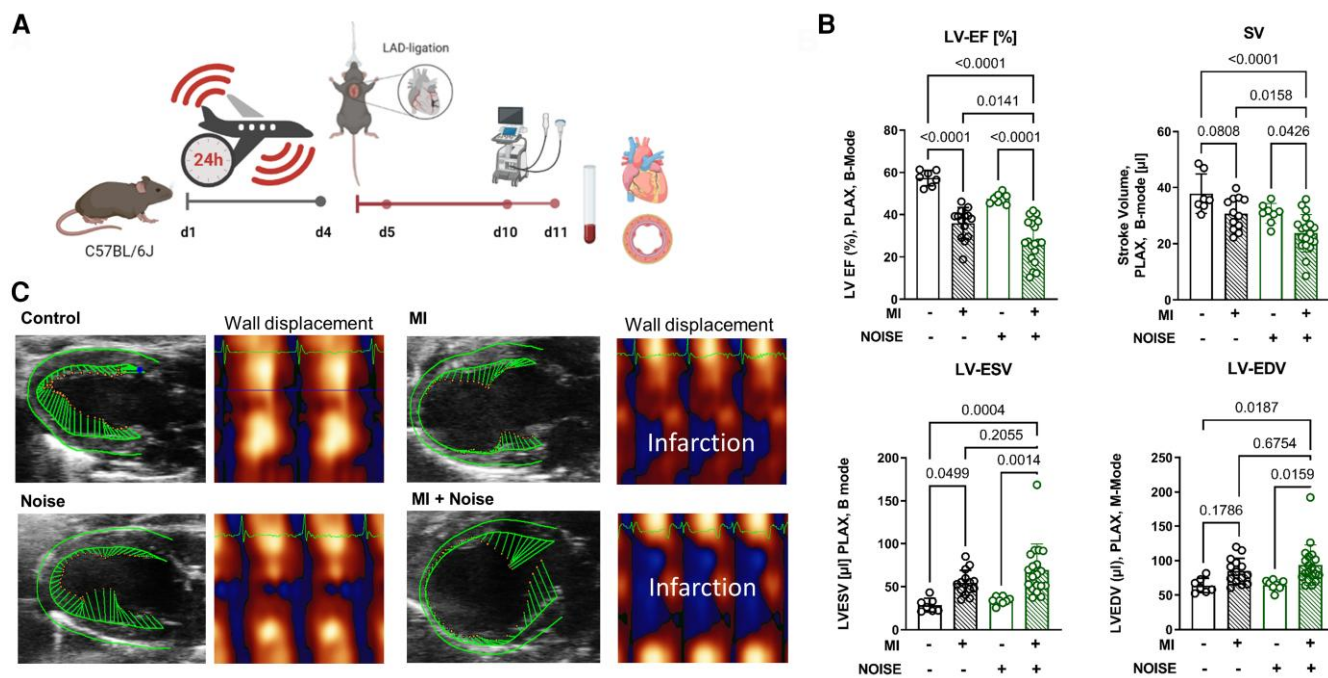 A
LAD-ligation
24h
C57BL/6J
d1
d4
d5
d10
d11
B
LV-EF [%]
<0.0001
0.0141
<0.0001
<0.0001
LV EF (%), PLAX, B-Mode
80
60
40
20
0
MI - + - +
NOISE - - + +
SV
<0.0001
0.0158
0.0808
0.0426
Stroke Volume,
PLAX, B-mode [µl]
60
40
20
0
MI - + - +
NOISE - - + +
LV-ESV
0.0004
0.2055
0.0499
0.0014
LVESV [µl] PLAX, B mode
200
150
100
50
0
MI - + - +
NOISE - - + +
LV-EDV
0.0187
0.6754
0.1786
0.0159
LVEDV (µl), PLAX, M-Mode
250
200
150
100
50
0
MI - + - +
NOISE - - + +
C
Control
Wall displacement
MI
Wall displacement
Infarction
Noise
MI + Noise
Infarction